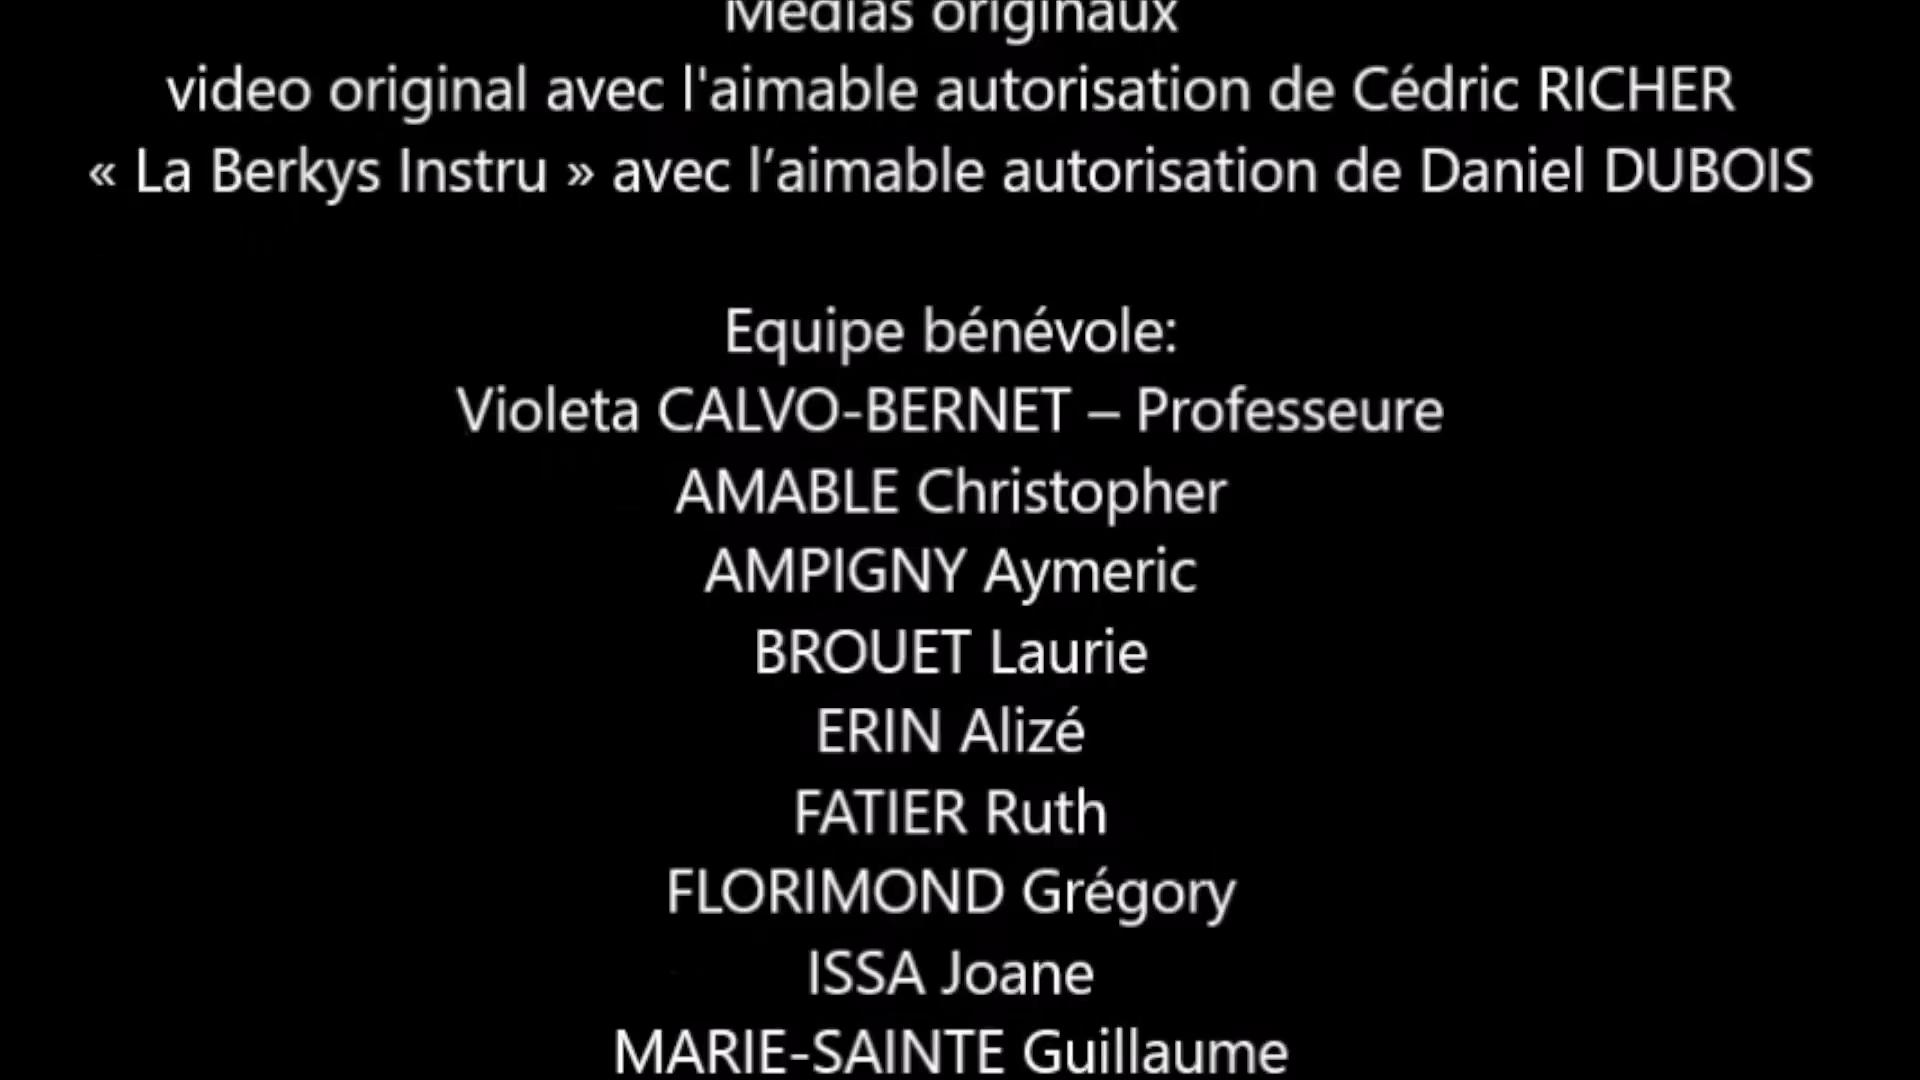 Médias originaux
video original avec l'aimable autorisation de Cédric RICHER
« La Berkys Instru » avec l’aimable autorisation de Daniel DUBOIS
Equipe bénévole:
Violeta CALVO-BERNET – Professeure
AMABLE Christopher
AMPIGNY Aymeric
BROUET Laurie
ERIN Alizé
FATIER Ruth
FLORIMOND Grégory
ISSA Joane
MARIE-SAINTE Guillaume